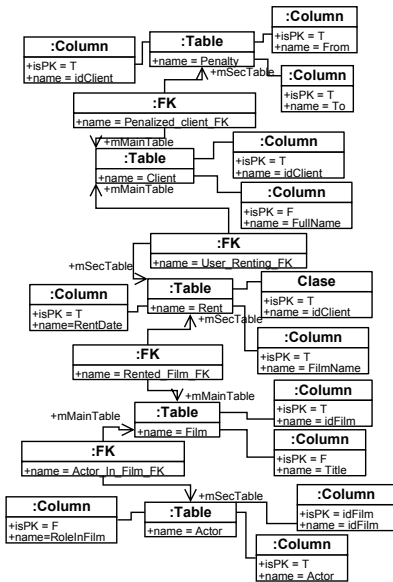 :Column
+isPK = T
+name = idClient
:Table
+name = Penalty
:Column
+isPK = T
+name = From
+mSecTable
:Column
+isPK = T
+name = To
:FK
+name = Penalized_client_FK
+mMainTable
:Table
+name = Client
+mMainTable
:Column
+isPK = T
+name = idClient
:Column
+isPK = F
+name = FullName
:FK
+name = User_Renting_FK
+mSecTable
:Column
+isPK = T
+name=RentDate
:Table
+name = Rent
Clase
+isPK = T
+name = idClient
+mSecTable
:Column
+isPK = T
+name = FilmName
:FK
+name = Rented_Film_FK
+mMainTable
+mMainTable
:Table
+name = Film
:Column
+isPK = T
+name = idFilm
:Column
+isPK = F
+name = Title
:FK
+name = Actor_In_Film_FK
+mSecTable
:Column
+isPK = F
+name=RoleInFilm
:Table
+name = Actor
:Column
+isPK = idFilm
+name = idFilm
:Column
+isPK = T
+name = Actor